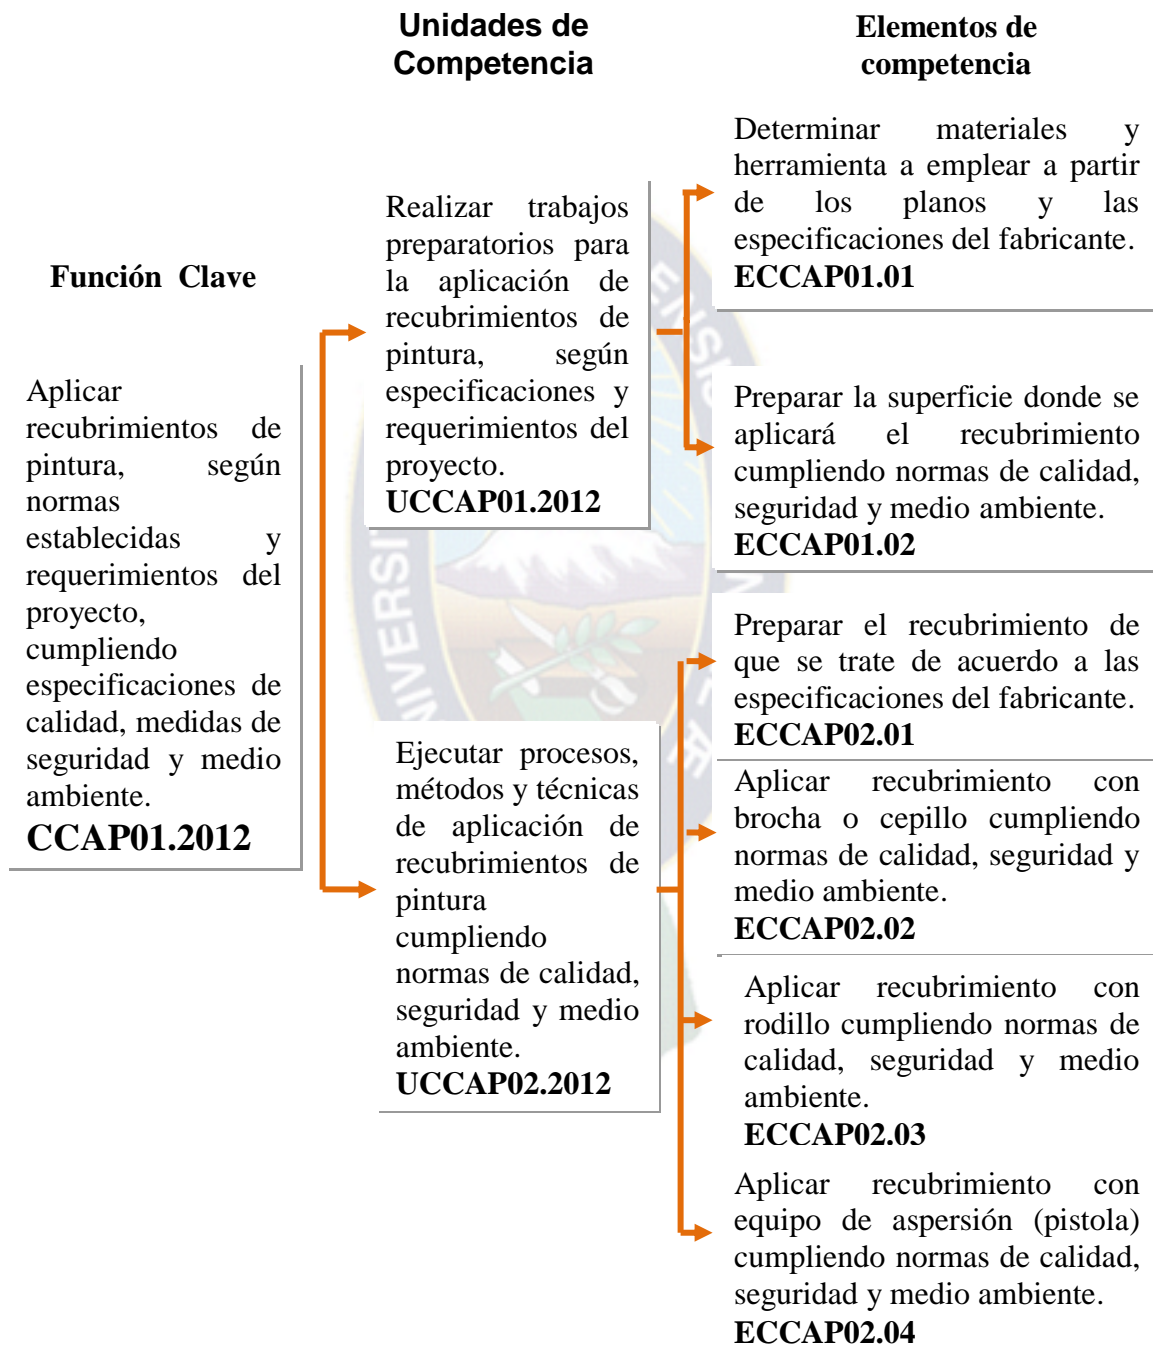 Unidades de
Competencia
Elementos de
competencia
Función Clave
Aplicar
recubrimientos de
pintura, según
normas
establecidas y
requerimientos del
proyecto,
cumpliendo
especificaciones de
calidad, medidas de
seguridad y medio
ambiente.
CCAP01.2012
Realizar trabajos
preparatorios para
la aplicación de
recubrimientos de
pintura, según
especificaciones y
requerimientos del
proyecto.
UCCAP01.2012
Determinar materiales y
herramienta a emplear a partir
de los planos y las
especificaciones del fabricante.
ECCAP01.01
Preparar la superficie donde se
aplicará el recubrimiento
cumpliendo normas de calidad,
seguridad y medio ambiente.
ECCAP01.02
Ejecutar procesos,
métodos y técnicas
de aplicación de
recubrimientos de
pintura
cumpliendo
normas de calidad,
seguridad y medio
ambiente.
UCCAP02.2012
Preparar el recubrimiento de
que se trate de acuerdo a las
especificaciones del fabricante.
ECCAP02.01
Aplicar recubrimiento con
brocha o cepillo cumpliendo
normas de calidad, seguridad y
medio ambiente.
ECCAP02.02
Aplicar recubrimiento con
rodillo cumpliendo normas de
calidad, seguridad y medio
ambiente.
ECCAP02.03
Aplicar recubrimiento con
equipo de aspersión (pistola)
cumpliendo normas de calidad,
seguridad y medio ambiente.
ECCAP02.04